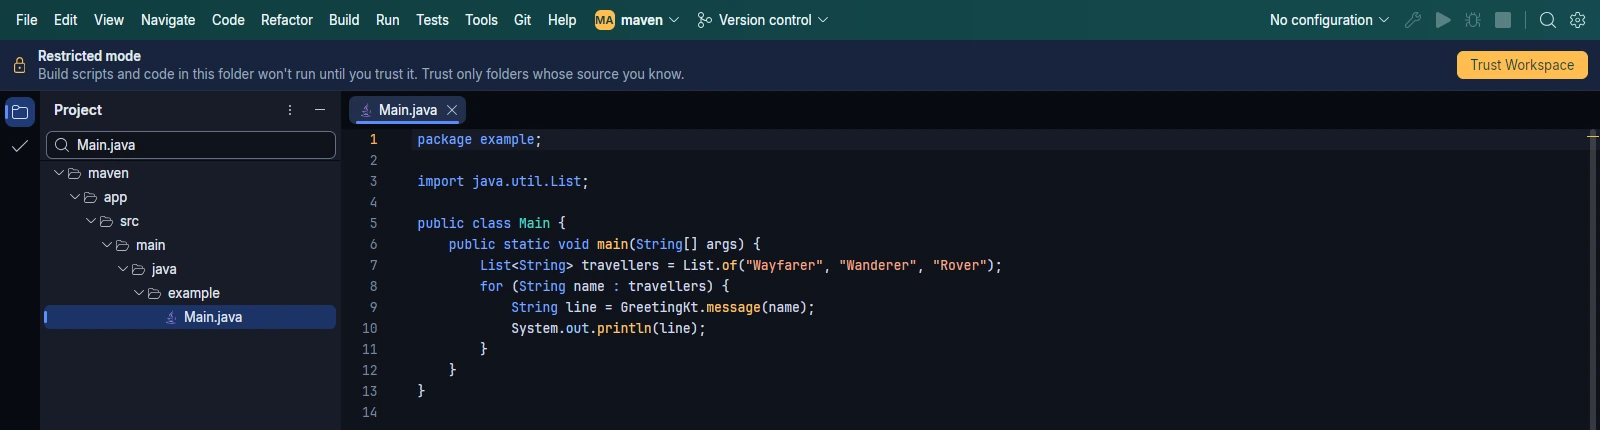 File Edit View Navigate Code Refactor Build Run Tests Tools Git Help MA maven Version control No configuration
Restricted mode
Build scripts and code in this folder won't run until you trust it. Trust only folders whose source you know.
Trust Workspace
Project
Main.java
maven
app
src
main
java
example
Main.java
Main.java
1 package example;
2
3 import java.util.List;
4
5 public class Main {
6 public static void main(String[] args) {
7 List<String> travellers = List.of("Wayfarer", "Wanderer", "Rover");
8 for (String name : travellers) {
9 String line = GreetingKt.message(name);
10 System.out.println(line);
11 }
12 }
13 }
14